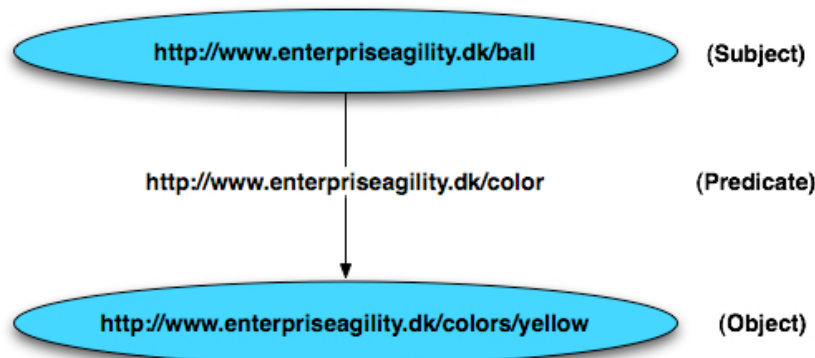 http://www.enterpriseagility.dk/ball (Subject)
http://www.enterpriseagility.dk/color (Predicate)
http://www.enterpriseagility.dk/colors/yellow (Object)